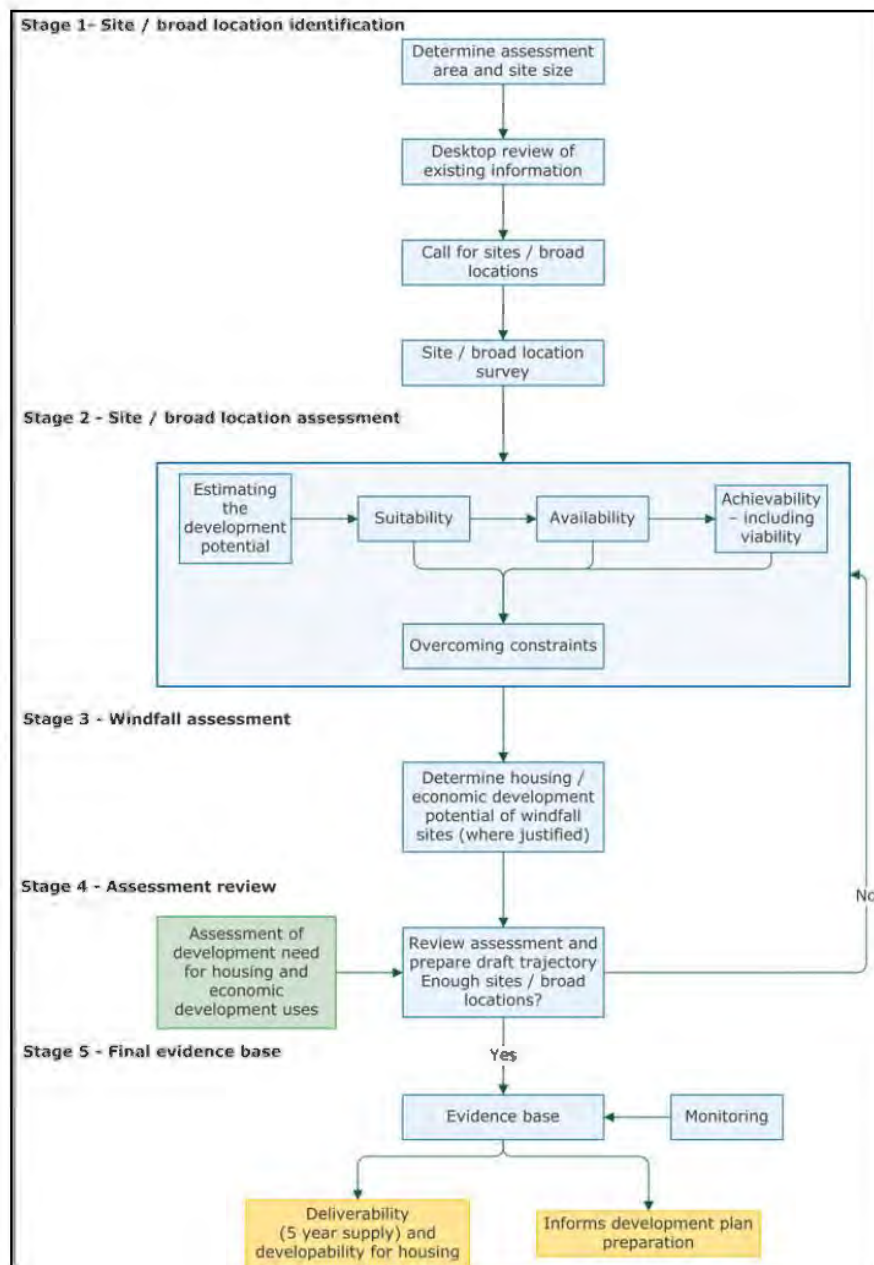 Stage 1- Site / broad location identification
Determine assessment
area and site size
Desktop review of
existing information
Call for sites / broad
locations
Site / broad location
survey
Stage 2 - Site / broad location assessment
Estimating
the
development
potential
Suitability
Availability
Achievability
– including
viability
Overcoming constraints
Stage 3 - Windfall assessment
Determine housing /
economic development
potential of windfall
sites (where justified)
Stage 4 - Assessment review
No
Assessment of
development need
for housing and
economic
development uses
Review assessment and
prepare draft trajectory
Enough sites / broad
locations?
Stage 5 - Final evidence base
Yes
Evidence base
Monitoring
Deliverability
(5 year supply) and
developability for housing
Informs development plan
preparation